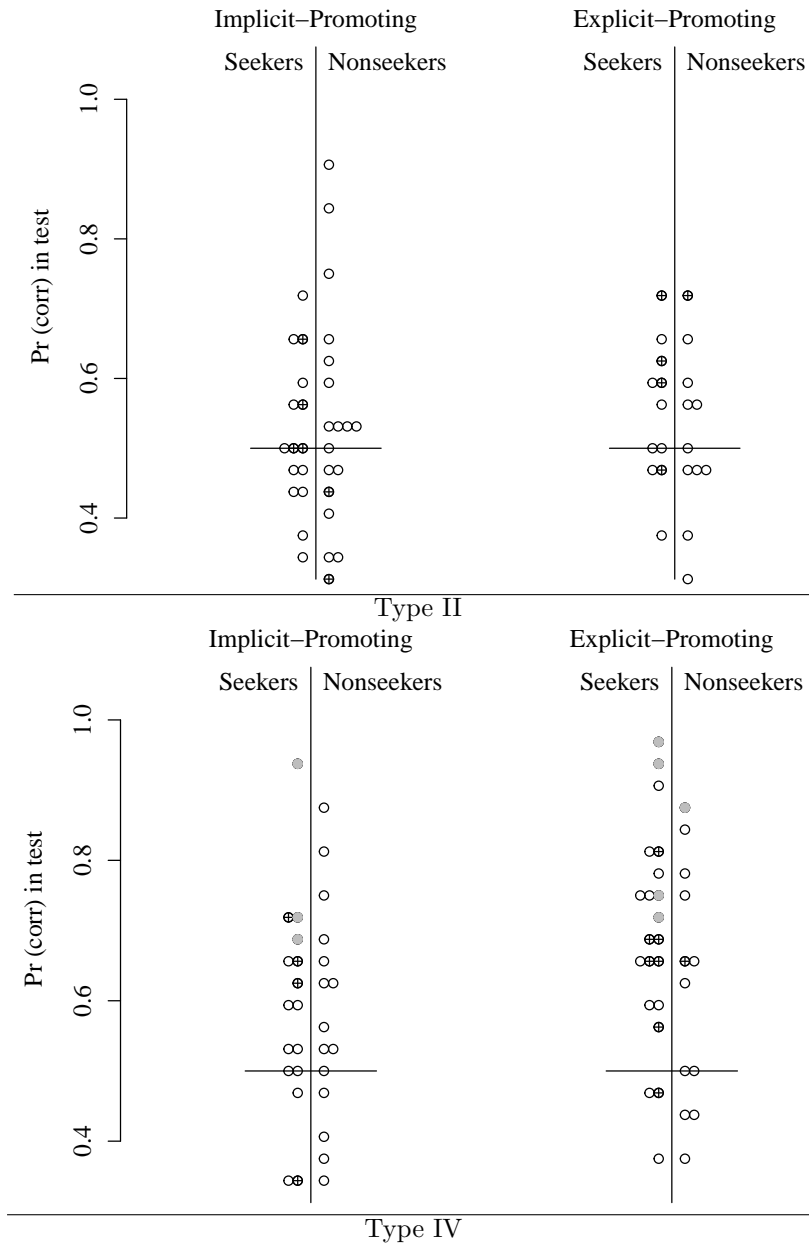 Implicit−Promoting Explicit−Promoting
Seekers Nonseekers Seekers Nonseekers
1.0
0.8
0.6
0.4
Pr (corr) in test
Type II
Implicit−Promoting Explicit−Promoting
Seekers Nonseekers Seekers Nonseekers
1.0
0.8
0.6
0.4
Pr (corr) in test
Type IV